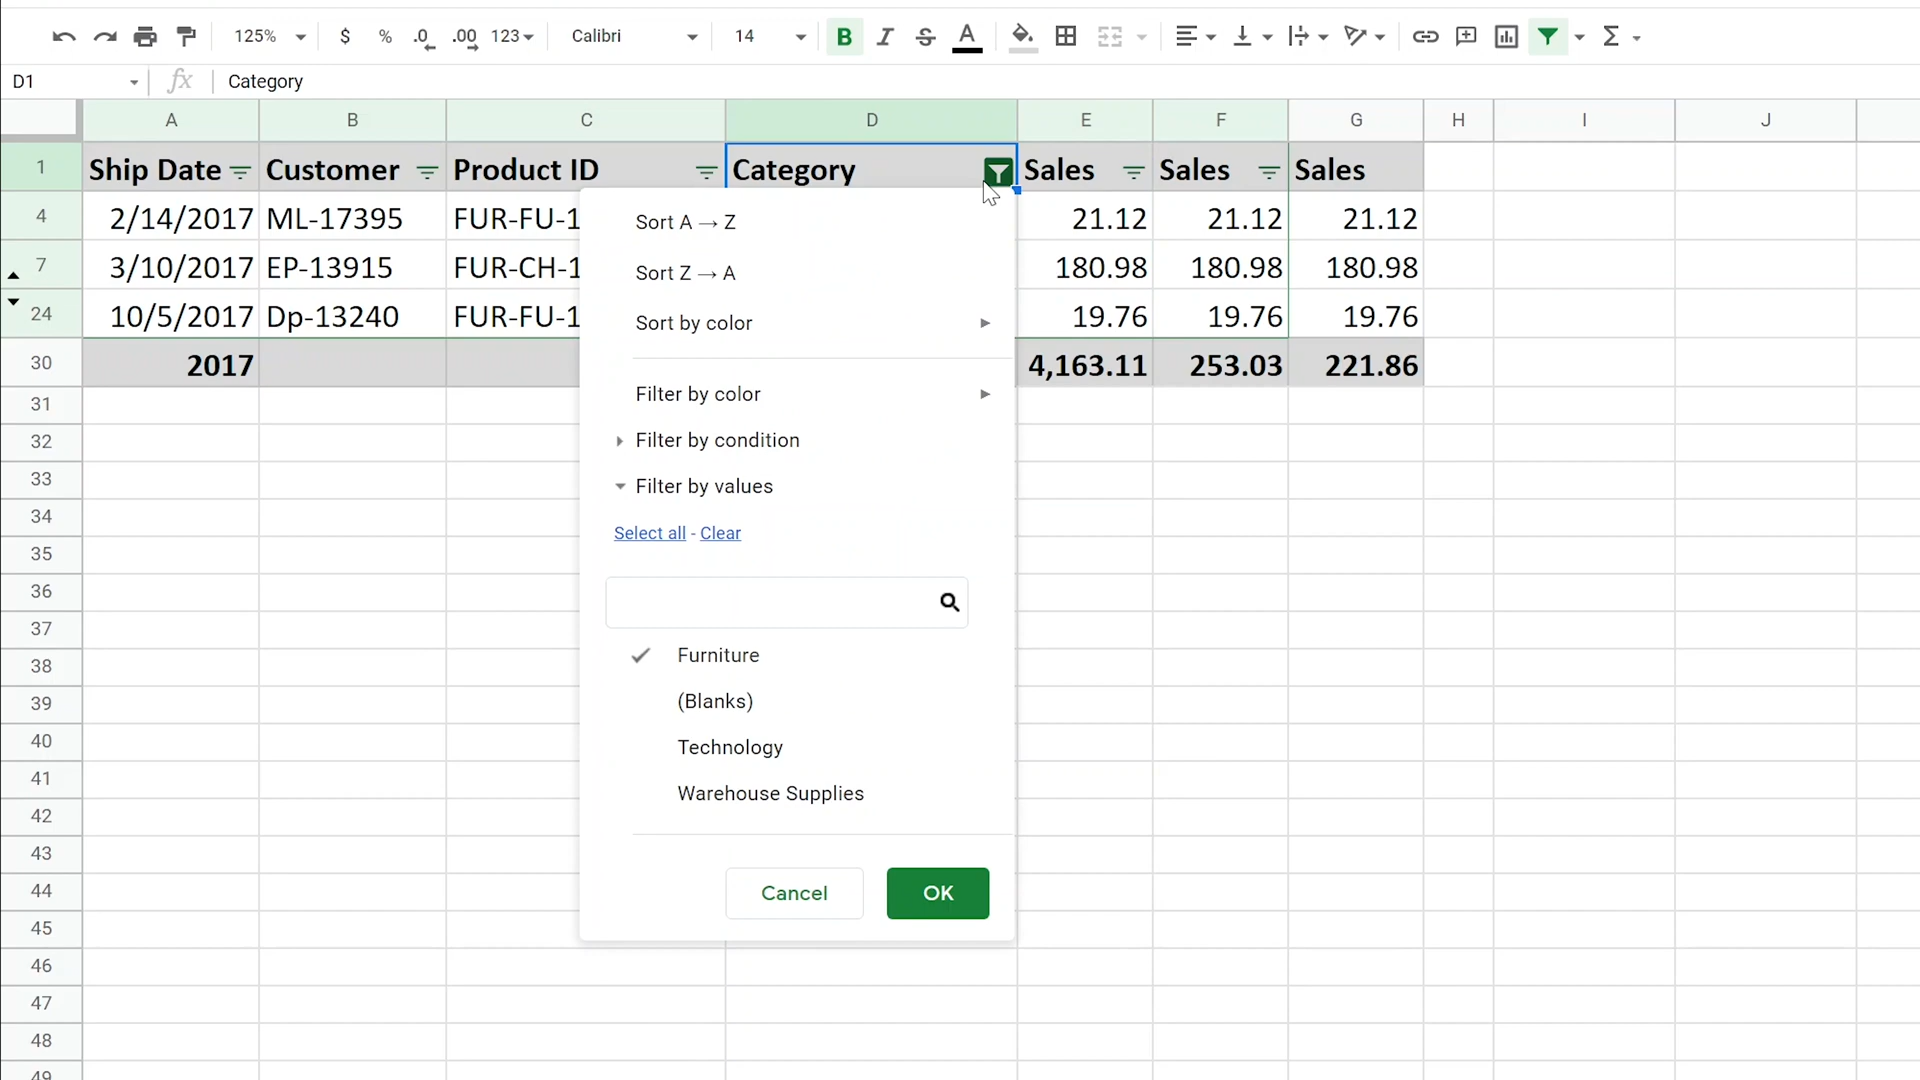 125% $ % .0 .00 123 Calibri 14 B I S A Σ
D1 fx Category
A B C D E F G H I J
1 Ship Date Customer Product ID Category Sales Sales Sales
4 2/14/2017 ML-17395 FUR-FU-1 21.12 21.12 21.12
7 3/10/2017 EP-13915 FUR-CH-1 180.98 180.98 180.98
24 10/5/2017 Dp-13240 FUR-FU-1 19.76 19.76 19.76
30 2017 4,163.11 253.03 221.86
31
32
33
34
35
36
37
38
39
40
41
42
43
44
45
46
47
48
49
Sort A → Z
Sort Z → A
Sort by color
Filter by color
Filter by condition
Filter by values
Select all - Clear
Furniture
(Blanks)
Technology
Warehouse Supplies
Cancel OK